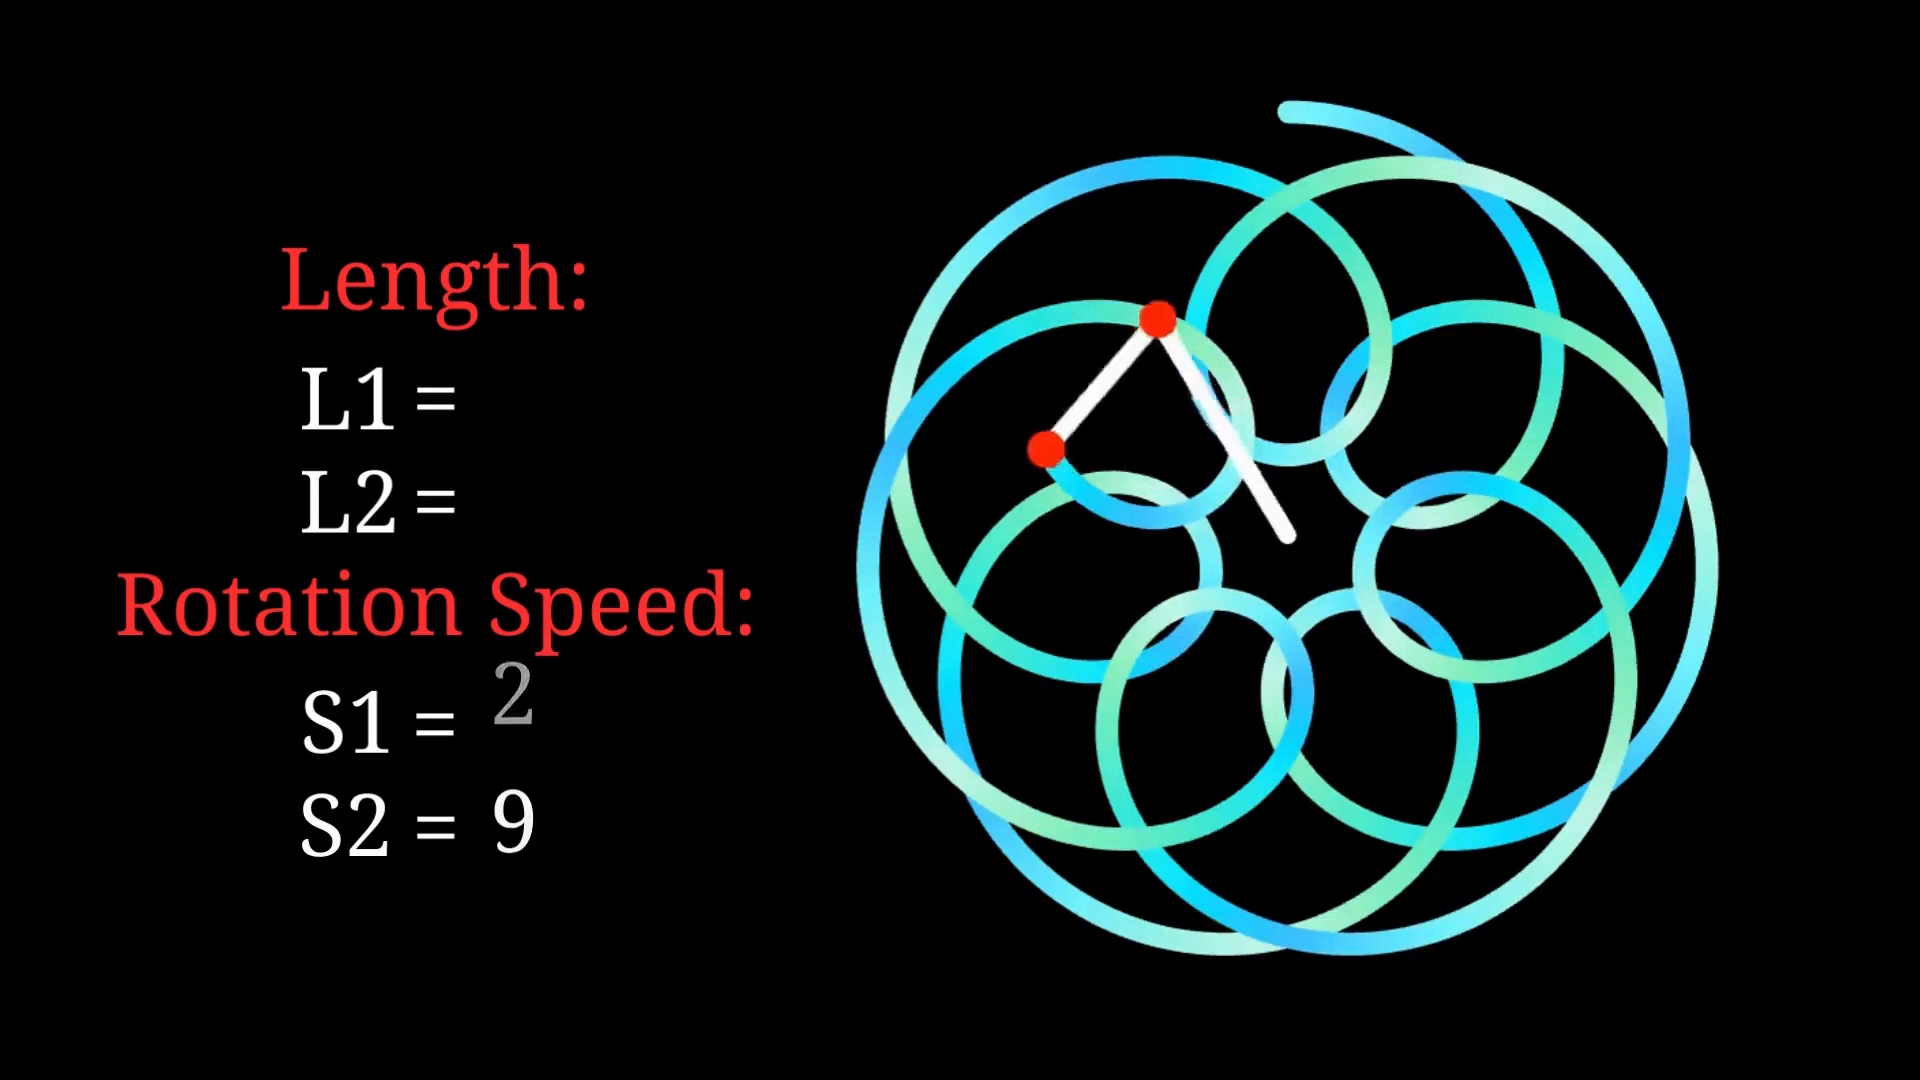 Length:
L1 =
L2 =
Rotation Speed:
S1 = 2
S2 = 9